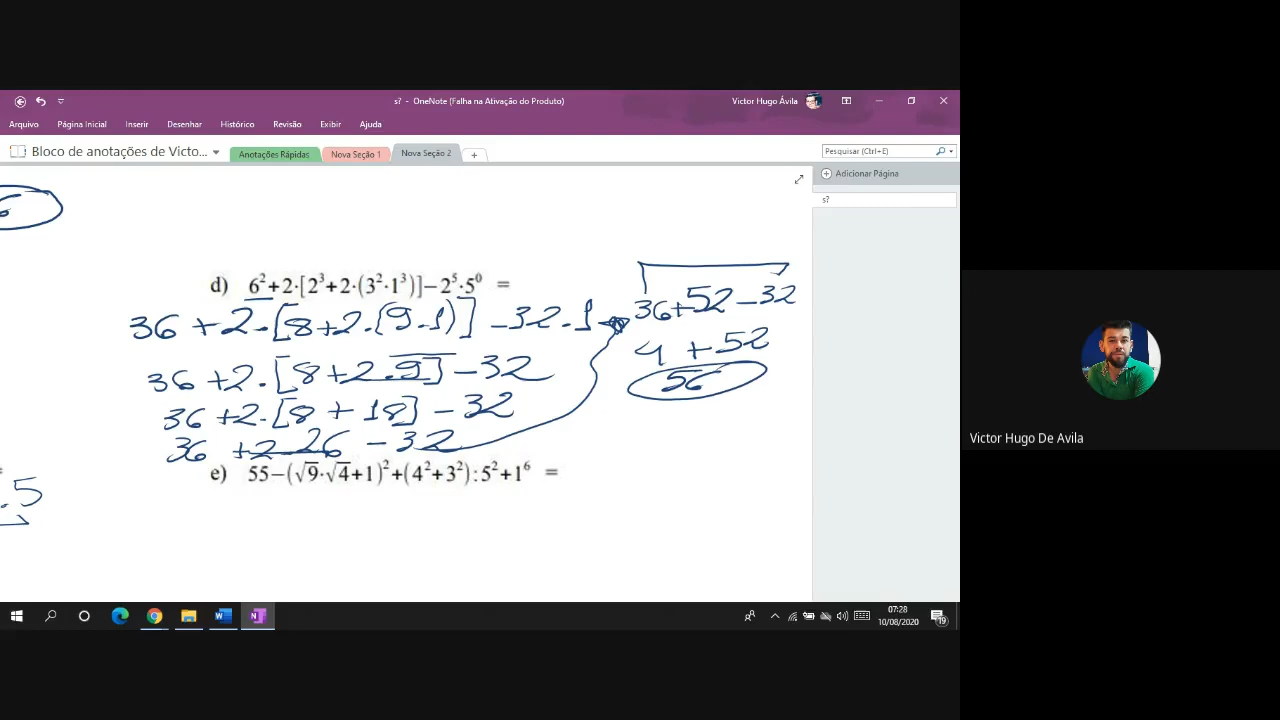 s? - OneNote (Falha na Ativação do Produto)
Victor Hugo Ávila
Arquivo Página Inicial Inserir Desenhar Histórico Revisão Exibir Ajuda
Bloco de anotações de Victo...
Anotações Rápidas
Nova Seção 1
Nova Seção 2
+
Pesquisar (Ctrl+E)
Adicionar Página
s?
6
d) 6²+2·[2³+2·(3²·1³)]−2⁵·5⁰ =
36 + 2·[8+2·(9·1)] −32·1
36 +2·[8+2·9] −32
36 +2·[8 + 18] −32
36 +2·26 −32
36+52−32
4 + 52
56
e) 55−(√9·√4+1)²+(4²+3²):5²+1⁶ =
.5
Victor Hugo De Avila
07:28
10/08/2020
19